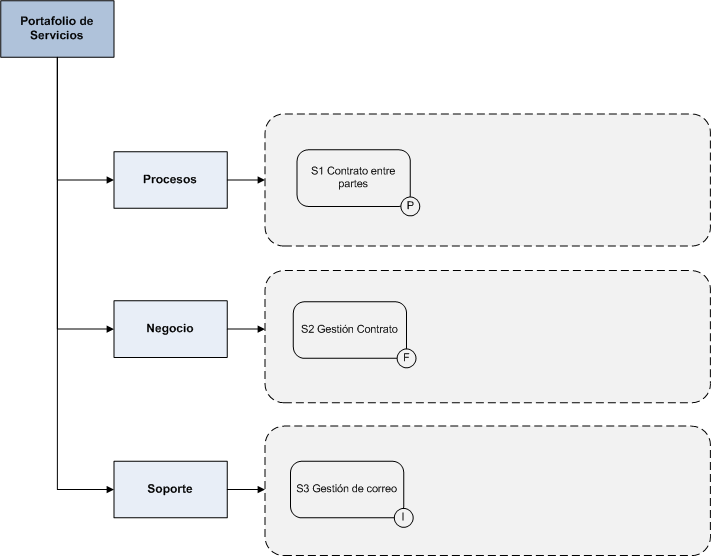 Portafolio de
Servicios
Procesos
S1 Contrato entre
partes
P
Negocio
S2 Gestión Contrato
F
Soporte
S3 Gestión de correo
I